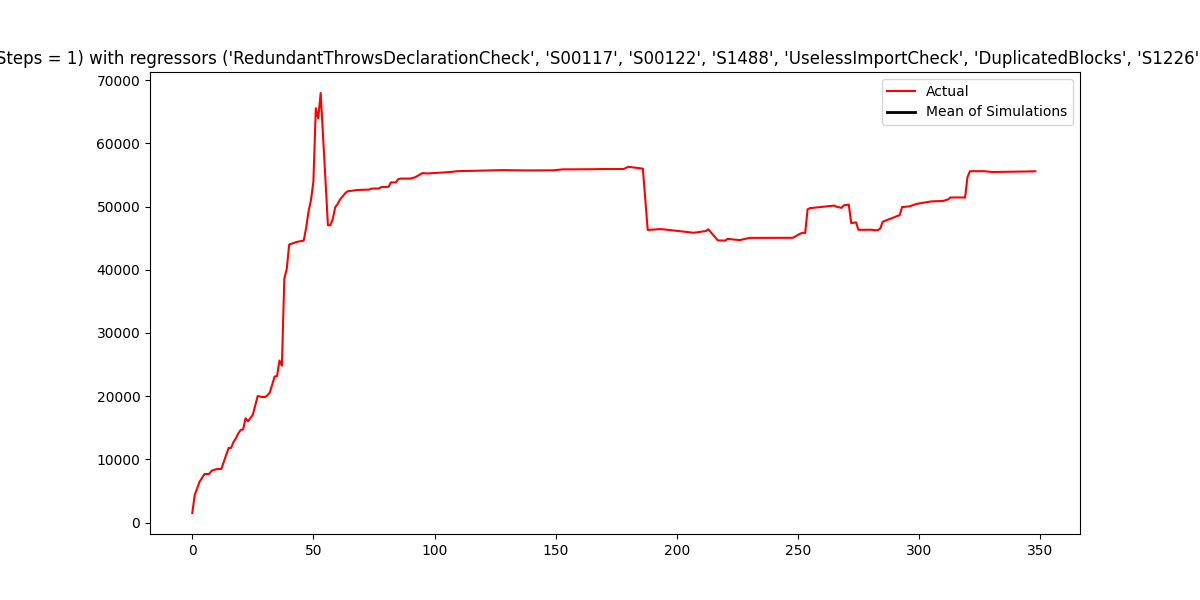 Steps = 1) with regressors ('RedundantThrowsDeclarationCheck', 'S00117', 'S00122', 'S1488', 'UselessImportCheck', 'DuplicatedBlocks', 'S1226'
70000
60000
50000
40000
30000
20000
10000
0
Actual
Mean of Simulations
0 50 100 150 200 250 300 350